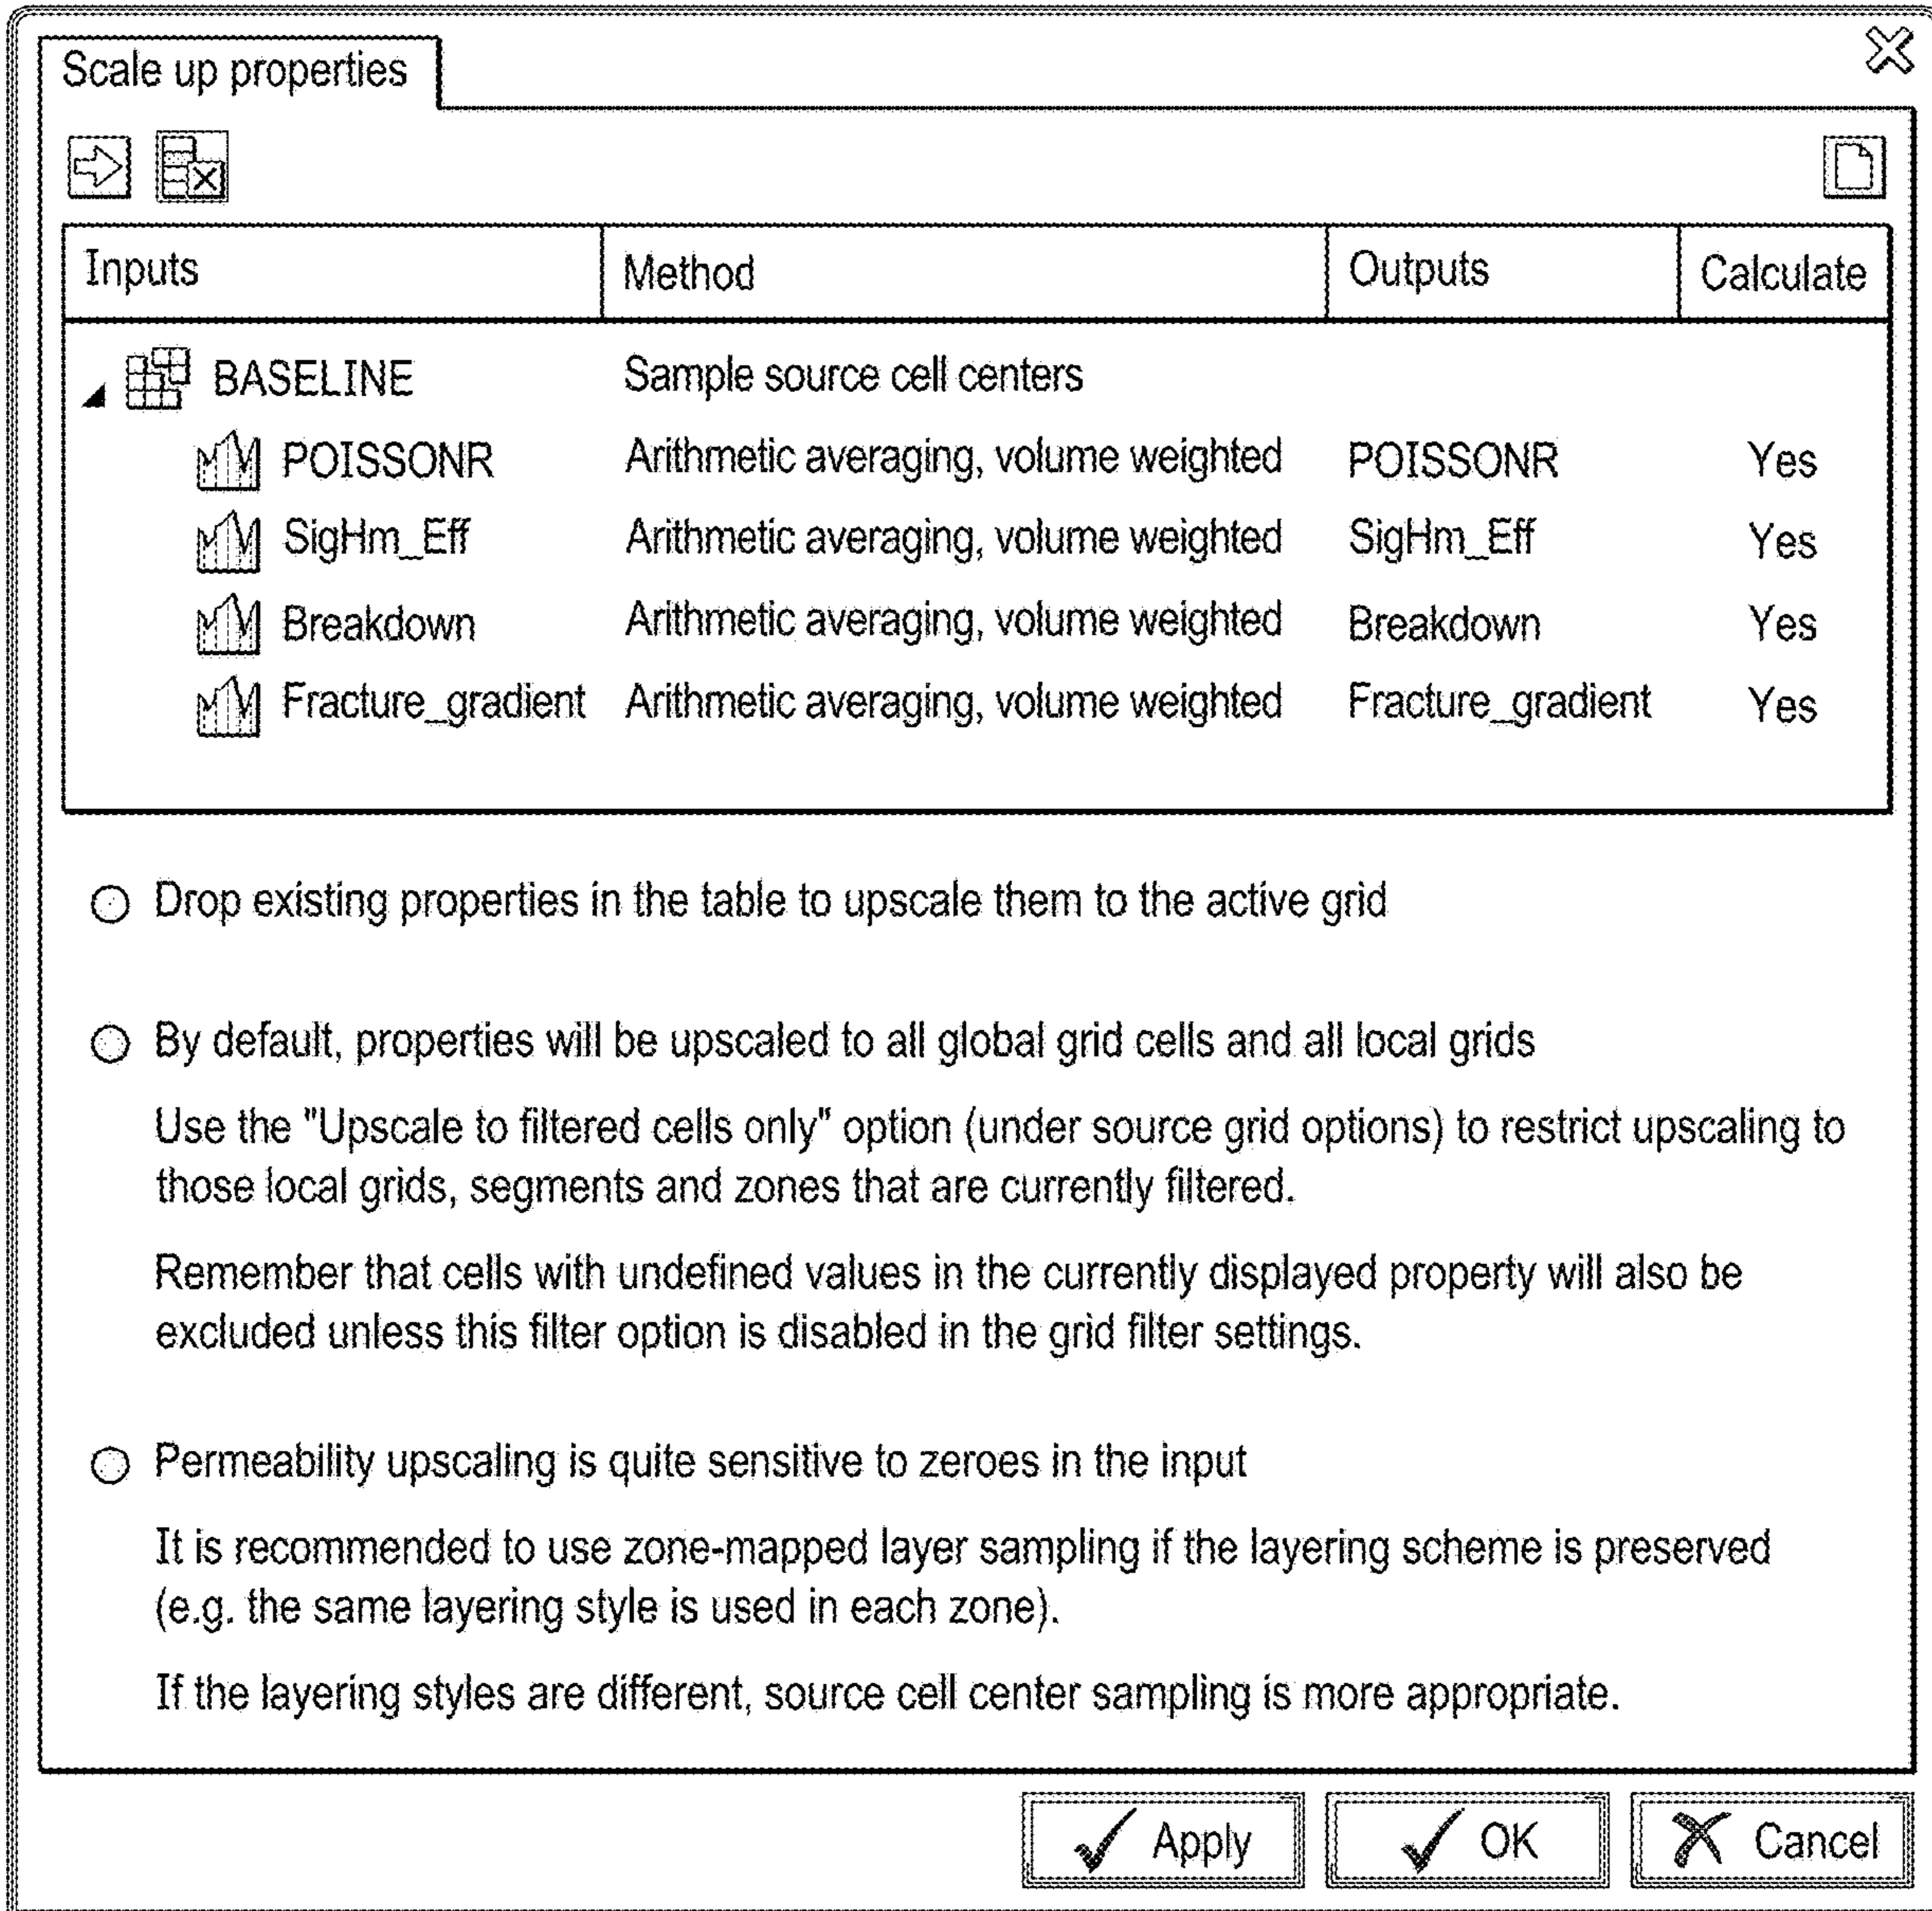 Scale up properties
Inputs Method Outputs Calculate
BASELINE Sample source cell centers
POISSONR Arithmetic averaging, volume weighted POISSONR Yes
SigHm_Eff Arithmetic averaging, volume weighted SigHm_Eff Yes
Breakdown Arithmetic averaging, volume weighted Breakdown Yes
Fracture_gradient Arithmetic averaging, volume weighted Fracture_gradient Yes
Drop existing properties in the table to upscale them to the active grid
By default, properties will be upscaled to all global grid cells and all local grids
Use the "Upscale to filtered cells only" option (under source grid options) to restrict upscaling to
those local grids, segments and zones that are currently filtered.
Remember that cells with undefined values in the currently displayed property will also be
excluded unless this filter option is disabled in the grid filter settings.
Permeability upscaling is quite sensitive to zeroes in the input
It is recommended to use zone-mapped layer sampling if the layering scheme is preserved
(e.g. the same layering style is used in each zone).
If the layering styles are different, source cell center sampling is more appropriate.
Apply OK Cancel